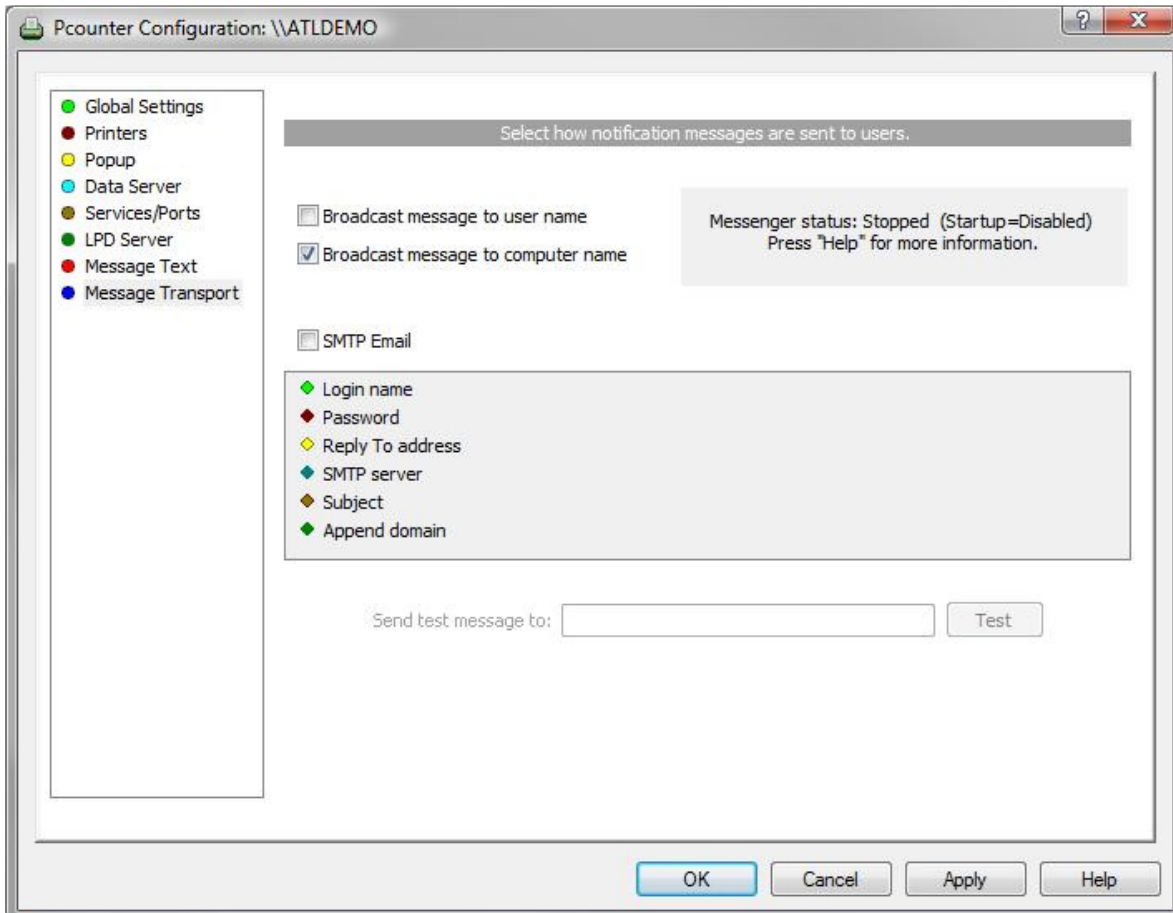 Pcounter Configuration: \\ATLDEMO
Global Settings
Printers
Popup
Data Server
Services/Ports
LPD Server
Message Text
Message Transport
Select how notification messages are sent to users.
Broadcast message to user name
Broadcast message to computer name
Messenger status: Stopped (Startup=Disabled)
Press "Help" for more information.
SMTP Email
Login name
Password
Reply To address
SMTP server
Subject
Append domain
Send test message to:
Test
OK
Cancel
Apply
Help